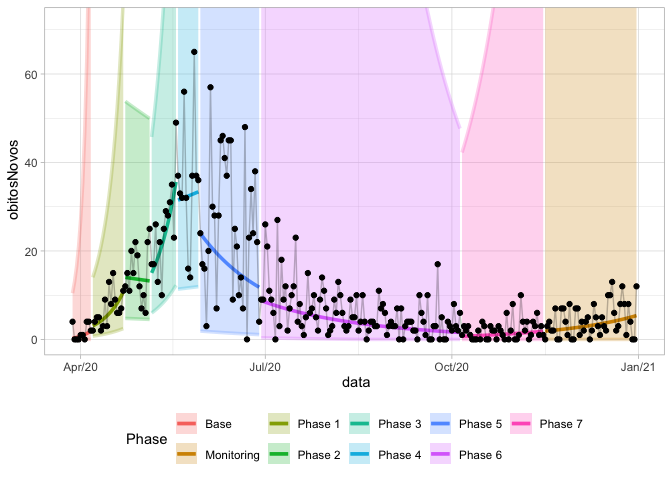 60
40
20
0
obitosNovos
Apr/20 Jul/20 Oct/20 Jan/21
data
Phase
Base Phase 1 Phase 3 Phase 5 Phase 7
Monitoring Phase 2 Phase 4 Phase 6